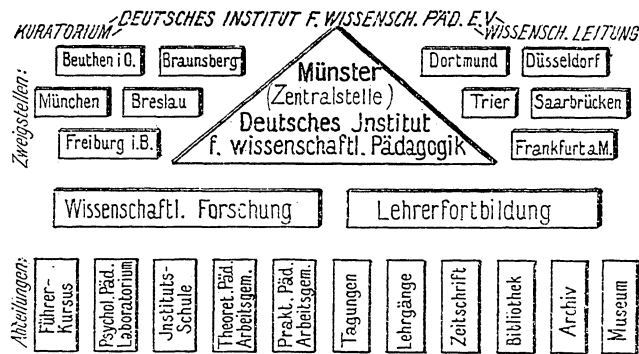 DEUTSCHES INSTITUT F. WISSENSCH. PÄD. E.V.
KURATORIUM
WISSENSCH. LEITUNG
Zweigstellen:
Beuthen i O.
Braunsberg
München
Breslau
Freiburg i.B.
Münster
(Zentralstelle)
Deutsches Jnstitut
f. wissenschaftl. Pädagogik
Dortmund
Düsseldorf
Trier
Saarbrücken
Frankfurt a.M.
Wissenschaftl. Forschung
Lehrerfortbildung
Abteilungen:
Führer-
Kursus
Psychol. Päd.
Laboratorium
Jnstituts-
Schule
Theoret. Päd.
Arbeitsgem.
Prakt. Päd.
Arbeitsgem.
Tagungen
Lehrgänge
Zeitschrift
Bibliothek
Archiv
Museum